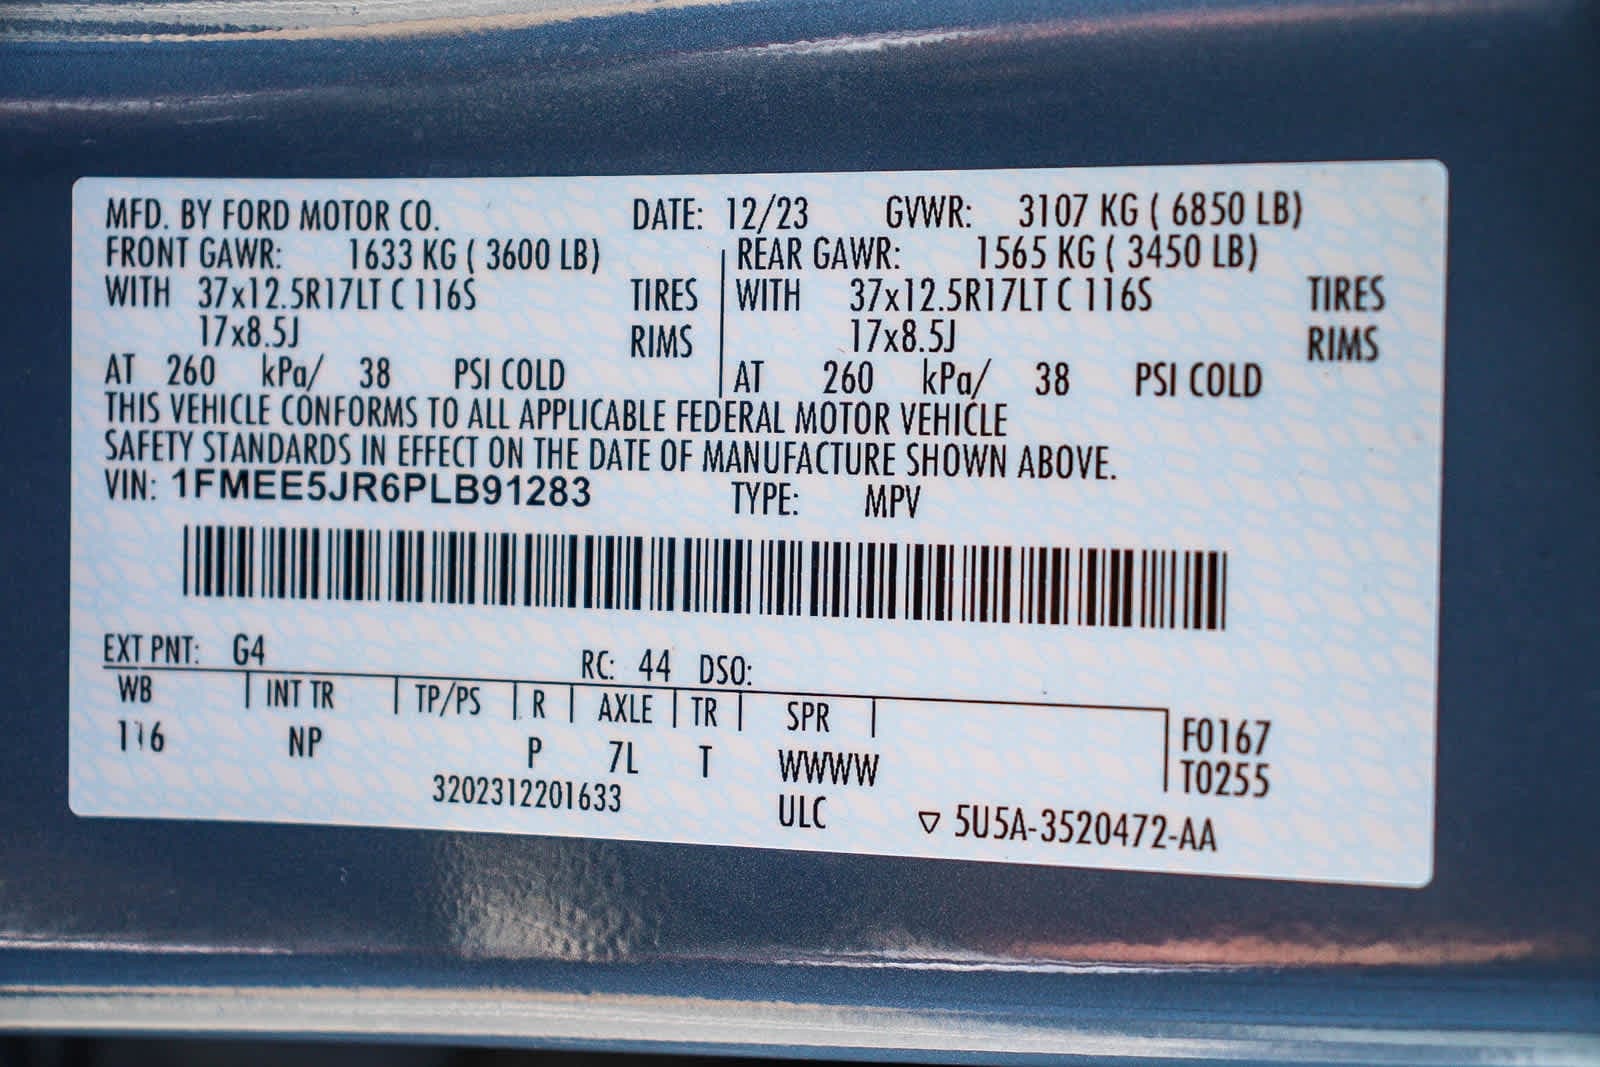 MFD. BY FORD MOTOR CO. DATE: 12/23 GVWR: 3107 KG ( 6850 LB)
FRONT GAWR: 1633 KG ( 3600 LB) REAR GAWR: 1565 KG ( 3450 LB)
WITH 37x12.5R17LT C 116S TIRES WITH 37x12.5R17LT C 116S TIRES
17x8.5J RIMS 17x8.5J RIMS
AT 260 kPa/ 38 PSI COLD AT 260 kPa/ 38 PSI COLD
THIS VEHICLE CONFORMS TO ALL APPLICABLE FEDERAL MOTOR VEHICLE
SAFETY STANDARDS IN EFFECT ON THE DATE OF MANUFACTURE SHOWN ABOVE.
VIN: 1FMEE5JR6PLB91283 TYPE: MPV
EXT PNT: G4 RC: 44 DSO:
WB | INT TR | TP/PS | R | AXLE | TR | SPR | F0167
116 NP P 7L T WWWW T0255
3202312201633 ULC ▽ 5U5A-3520472-AA